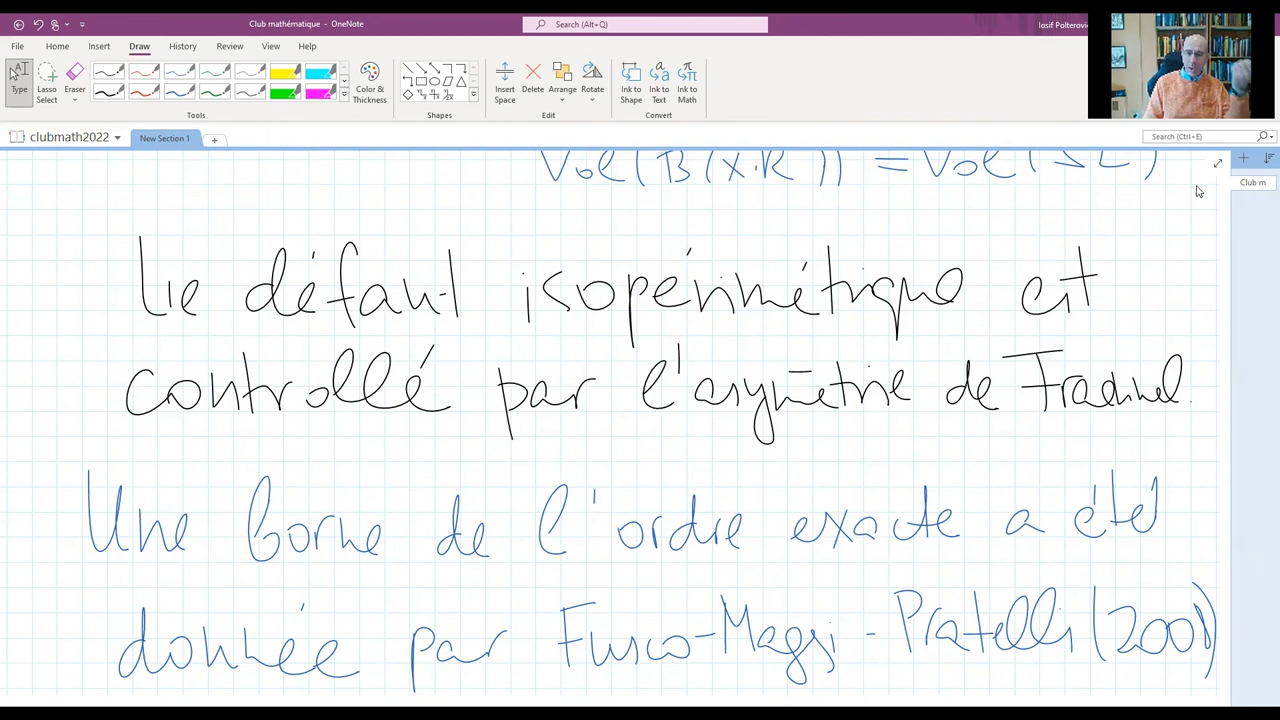 Club mathématique - OneNote
Search (Alt+Q)
Iosif Polterovic
File Home Insert Draw History Review View Help
Type
Lasso Select
Eraser
Color & Thickness
Insert Space
Delete
Arrange
Rotate
Ink to Shape
Ink to Text
Ink to Math
Tools
Shapes
Edit
Convert
clubmath2022
New Section 1
Search (Ctrl+E)
Club m
Vol(B(x,R)) = Vol(Ω)
Le défaut isopérimétrique est
controllé par l'asymétrie de Fraenkel.
Une borne de l'ordre exacte a été
donnée par Fusco-Maggi-Pratelli (2008)